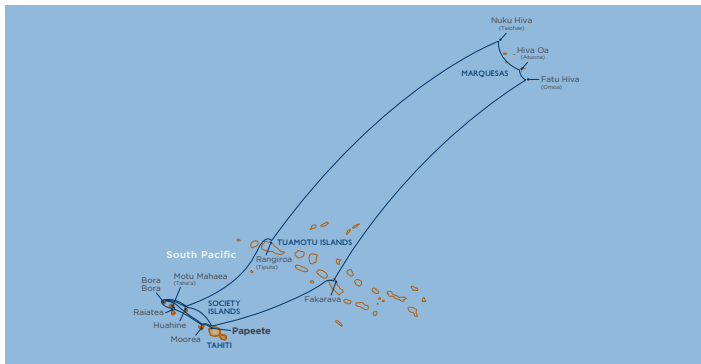 Nuku Hiva
(Taiohae)
Hiva Oa
(Atuona)
MARQUESAS
Fatu Hiva
(Omoa)
TUAMOTU ISLANDS
South Pacific
Rangiroa
(Tiputa)
Motu Mahaea
(Taha'a)
Bora
Bora
Fakarava
SOCIETY
ISLANDS
Raiatea
Huahine
Papeete
Moorea
TAHITI